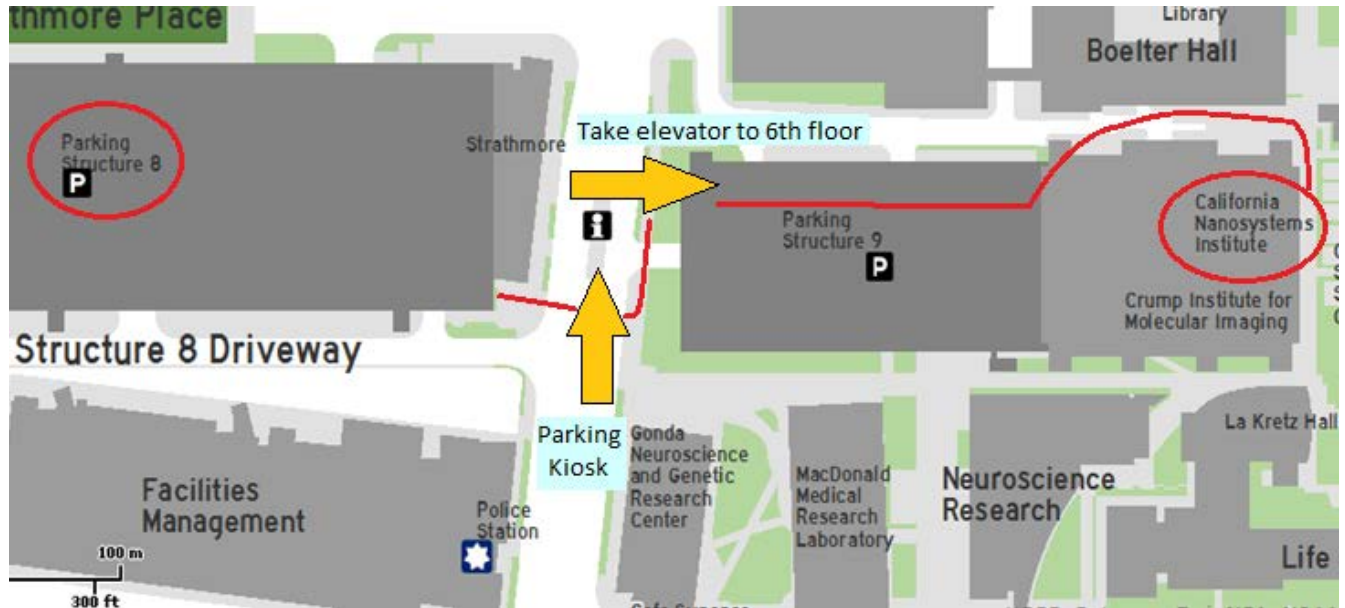 thmore Place
Library
Boelter Hall
Parking
Structure 8
P
Strathmore
Take elevator to 6th floor
i
Parking
Structure 9
P
California
Nanosystems
Institute
Crump Institute for
Molecular Imaging
Structure 8 Driveway
Parking
Kiosk
Gonda
Neuroscience
and Genetic
Research
Center
MacDonald
Medical
Research
Laboratory
Neuroscience
Research
La Kretz Hall
Facilities
Management
Police
Station
Life
100 m
300 ft